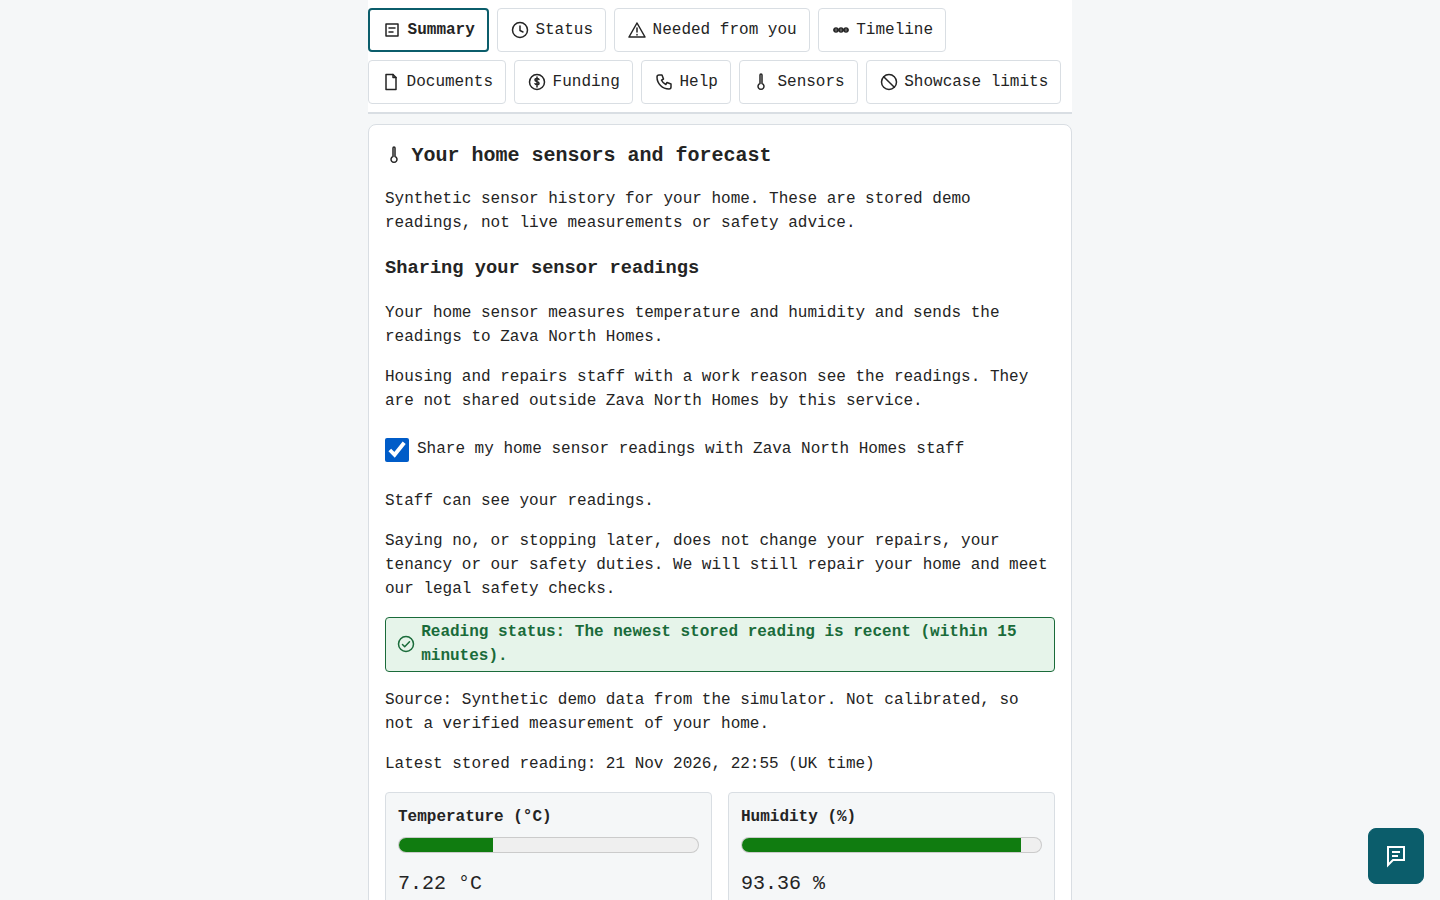 Summary
Status
Needed from you
Timeline
Documents
Funding
Help
Sensors
Showcase limits
Your home sensors and forecast
Synthetic sensor history for your home. These are stored demo
readings, not live measurements or safety advice.
Sharing your sensor readings
Your home sensor measures temperature and humidity and sends the
readings to Zava North Homes.
Housing and repairs staff with a work reason see the readings. They
are not shared outside Zava North Homes by this service.
Share my home sensor readings with Zava North Homes staff
Staff can see your readings.
Saying no, or stopping later, does not change your repairs, your
tenancy or our safety duties. We will still repair your home and meet
our legal safety checks.
Reading status: The newest stored reading is recent (within 15
minutes).
Source: Synthetic demo data from the simulator. Not calibrated, so
not a verified measurement of your home.
Latest stored reading: 21 Nov 2026, 22:55 (UK time)
Temperature (°C)
7.22 °C
Humidity (%)
93.36 %